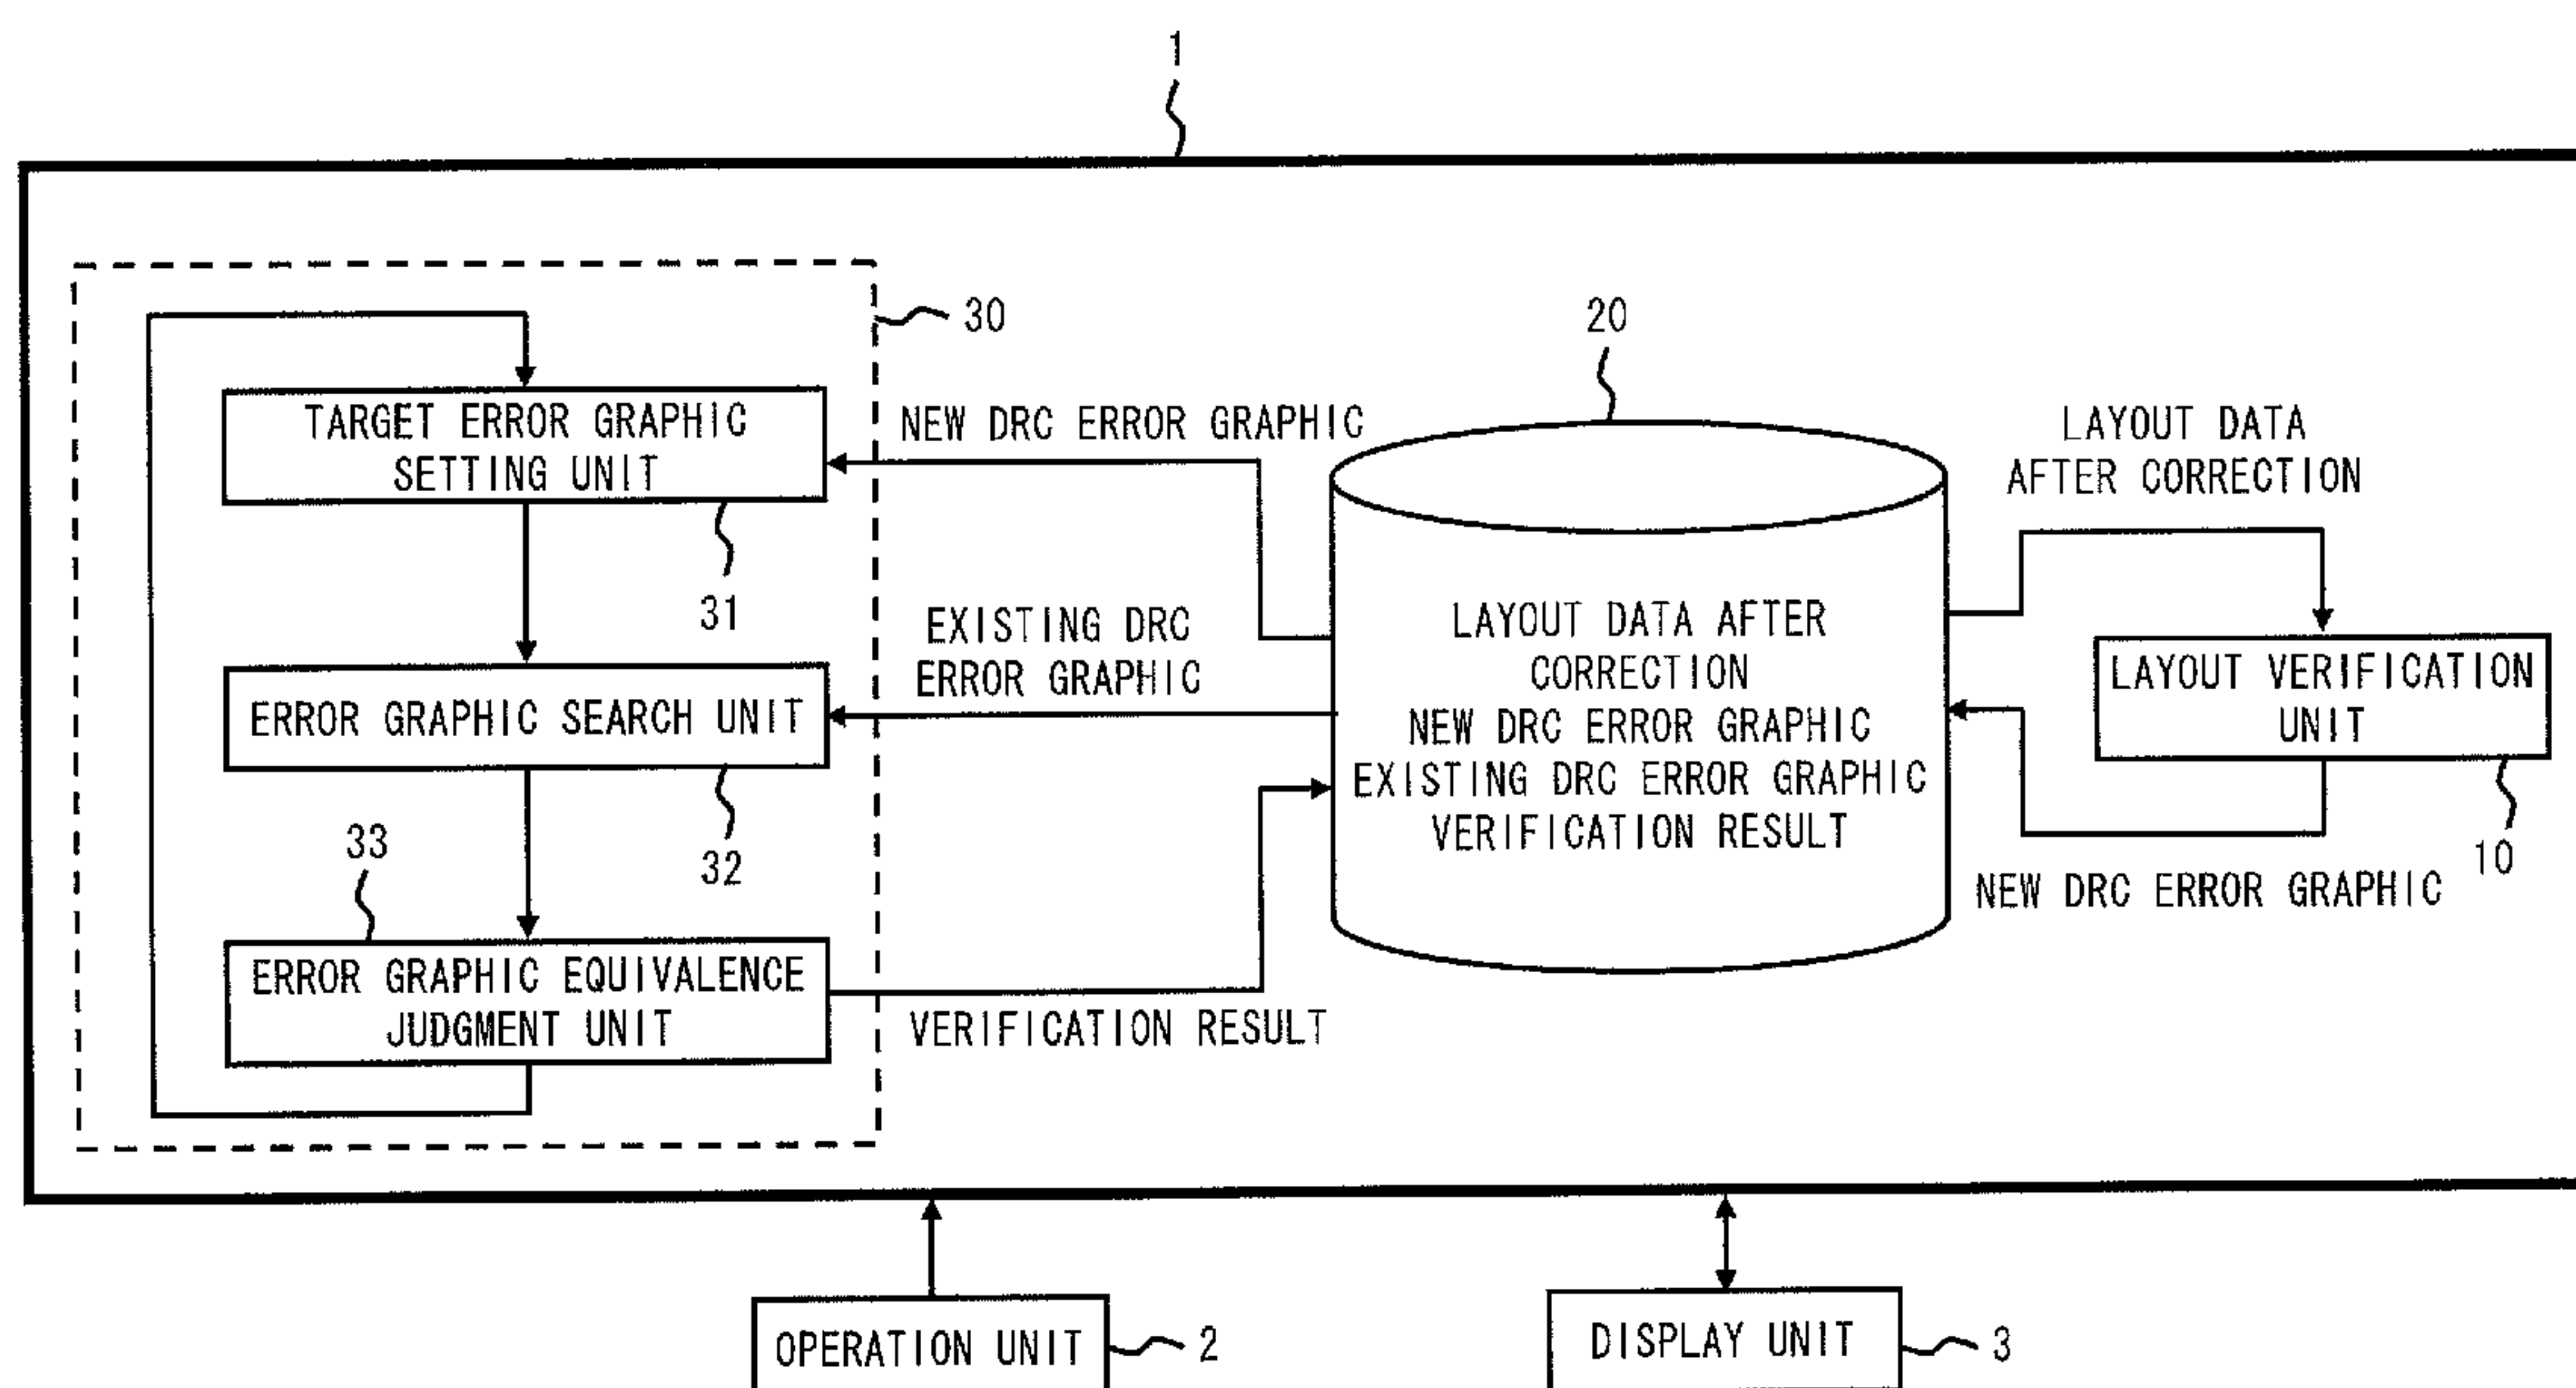 1
30
20
TARGET ERROR GRAPHIC
SETTING UNIT
31
NEW DRC ERROR GRAPHIC
EXISTING DRC
ERROR GRAPHIC
ERROR GRAPHIC SEARCH UNIT
32
33
ERROR GRAPHIC EQUIVALENCE
JUDGMENT UNIT
VERIFICATION RESULT
LAYOUT DATA AFTER
CORRECTION
NEW DRC ERROR GRAPHIC
EXISTING DRC ERROR GRAPHIC
VERIFICATION RESULT
LAYOUT DATA
AFTER CORRECTION
LAYOUT VERIFICATION
UNIT
10
NEW DRC ERROR GRAPHIC
OPERATION UNIT
2
DISPLAY UNIT
3